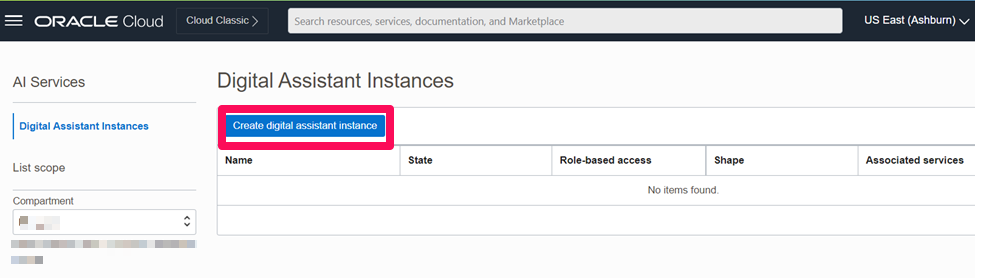 ORACLE Cloud Cloud Classic > Search resources, services, documentation, and Marketplace US East (Ashburn)
AI Services
Digital Assistant Instances
Digital Assistant Instances
Create digital assistant instance
List scope
Name State Role-based access Shape Associated services
No items found.
Compartment